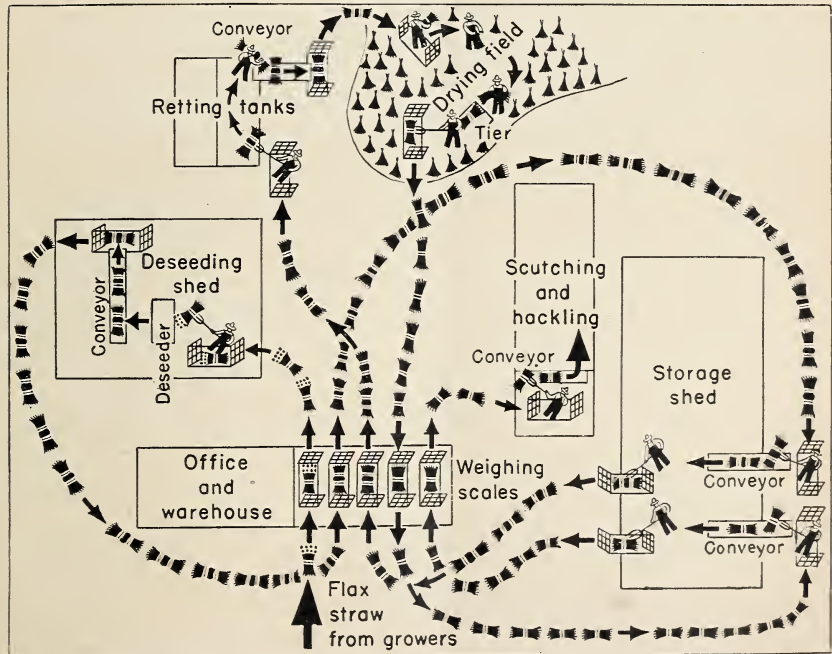 Conveyor
Retting tanks
Drying field
Tier
Deseeding
shed
Conveyor
Deseeder
Scutching
and
hackling
Conveyor
Storage
shed
Office
and
warehouse
Weighing
scales
Conveyor
Conveyor
Flax
straw
from growers